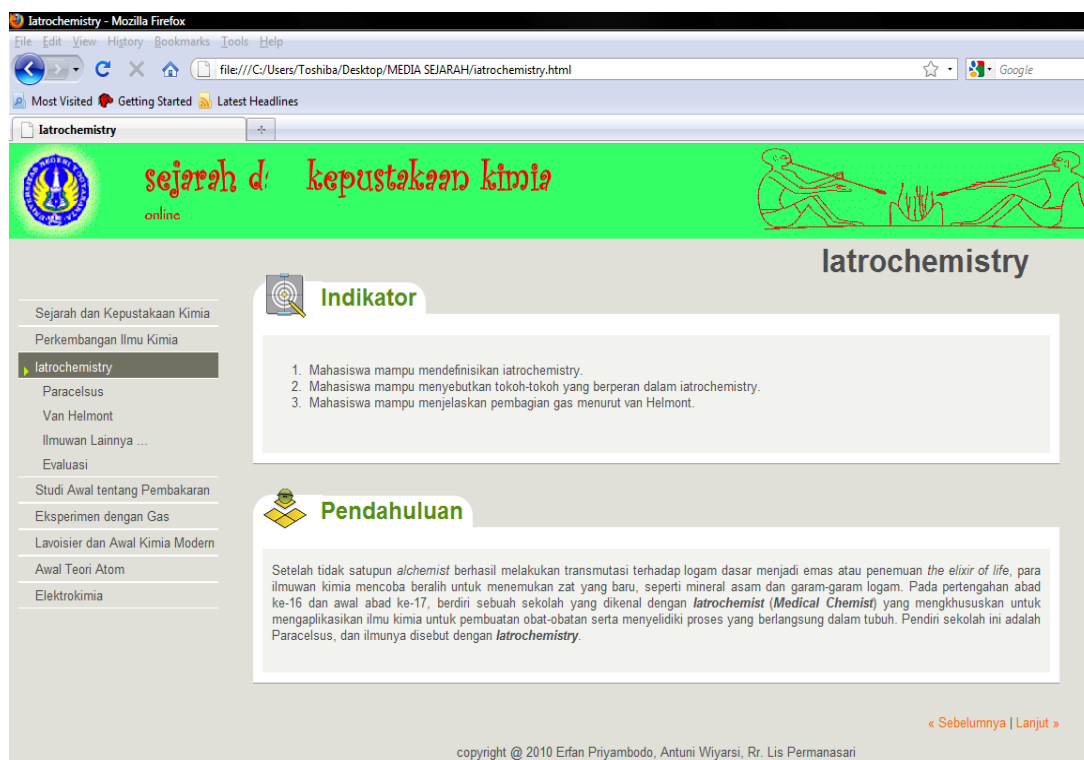 Iatrochemistry - Mozilla Firefox
File Edit View History Bookmarks Tools Help
file:///C:/Users/Toshiba/Desktop/MEDIA SEJARAH/iatrochemistry.html
Google
Most Visited Getting Started Latest Headlines
Iatrochemistry
sejarah d kepustakaan kimia
online
Iatrochemistry
Sejarah dan Kepustakaan Kimia
Perkembangan Ilmu Kimia
Iatrochemistry
Paracelsus
Van Helmont
Ilmuwan Lainnya ...
Evaluasi
Studi Awal tentang Pembakaran
Eksperimen dengan Gas
Lavoisier dan Awal Kimia Modern
Awal Teori Atom
Elektrokimia
Indikator
1. Mahasiswa mampu mendefinisikan iatrochemistry.
2. Mahasiswa mampu menyebutkan tokoh-tokoh yang berperan dalam iatrochemistry.
3. Mahasiswa mampu menjelaskan pembagian gas menurut van Helmont.
Pendahuluan
Setelah tidak satupun alchemist berhasil melakukan transmutasi terhadap logam dasar menjadi emas atau penemuan the elixir of life, para
ilmuwan kimia mencoba beralih untuk menemukan zat yang baru, seperti mineral asam dan garam-garam logam. Pada pertengahan abad
ke-16 dan awal abad ke-17, berdiri sebuah sekolah yang dikenal dengan Iatrochemist (Medical Chemist) yang mengkhususkan untuk
mengaplikasikan ilmu kimia untuk pembuatan obat-obatan serta menyelidiki proses yang berlangsung dalam tubuh. Pendiri sekolah ini adalah
Paracelsus, dan ilmunya disebut dengan Iatrochemistry.
« Sebelumnya | Lanjut »
copyright @ 2010 Erfan Priyambodo, Antuni Wiyarsi, Rr. Lis Permanasari